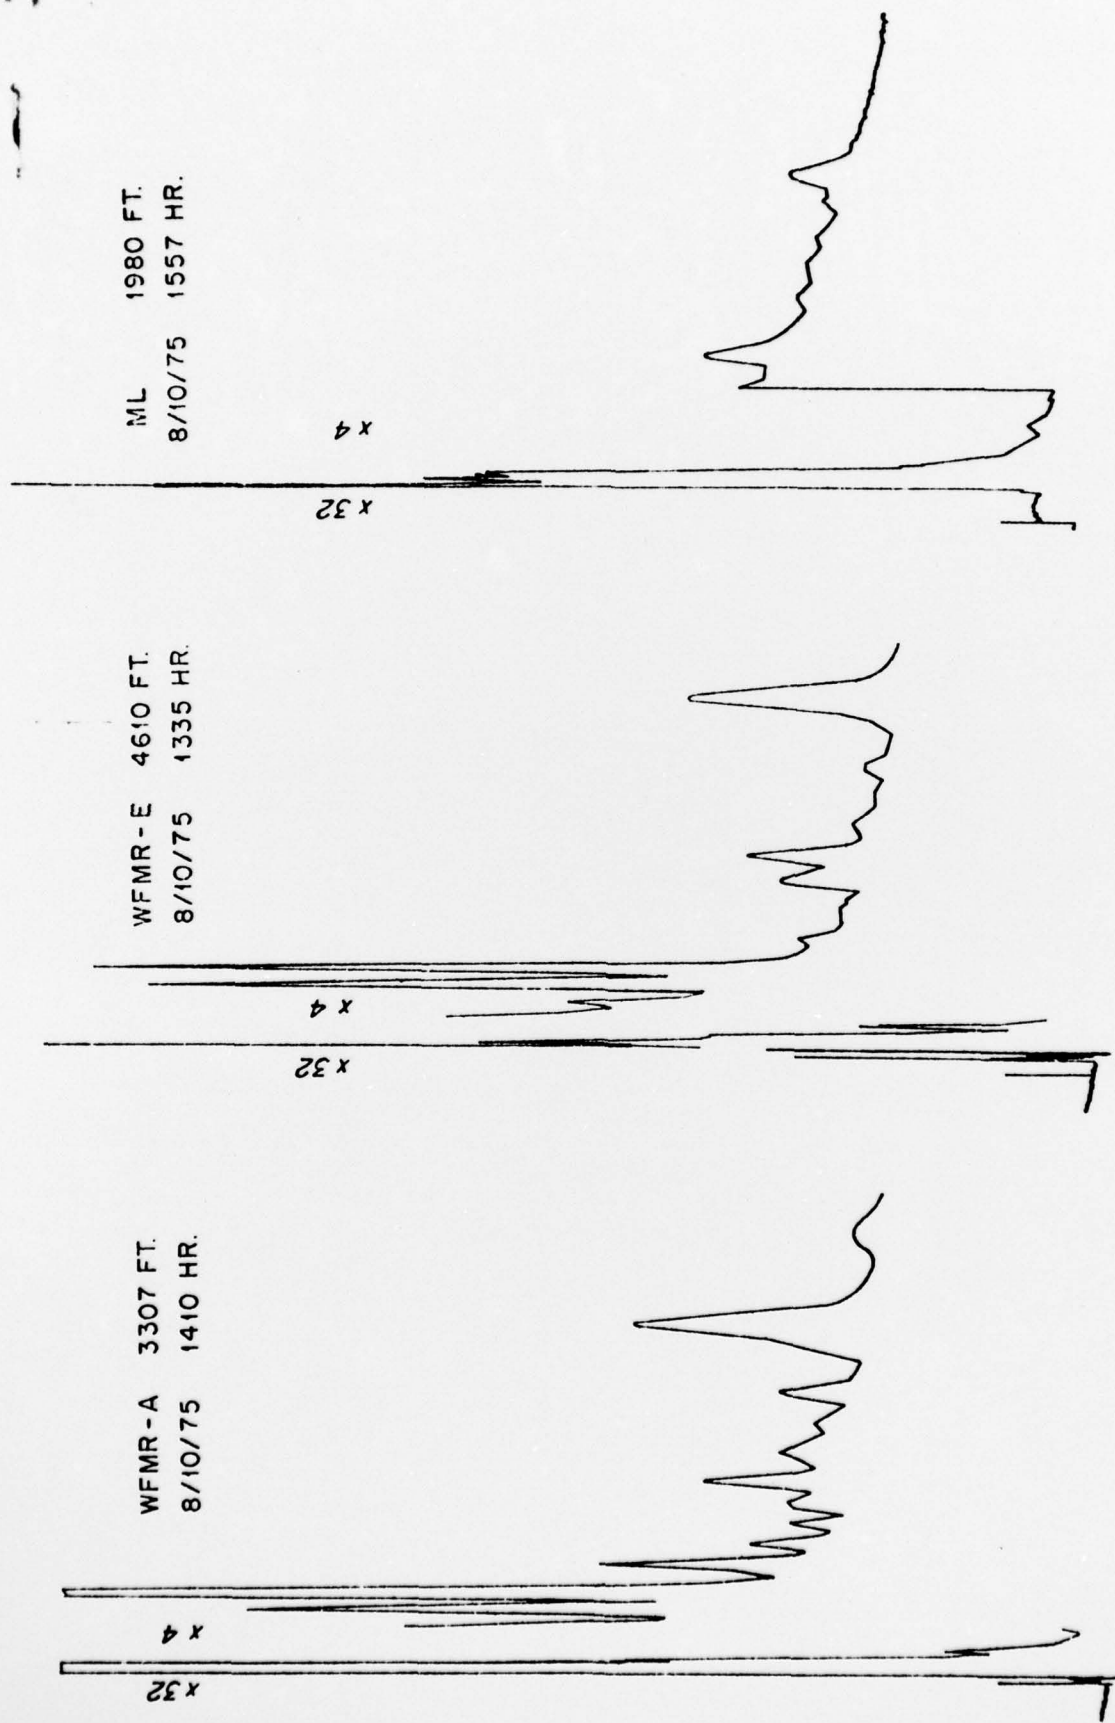 WFMR-A 3307 FT.
8/10/75 1410 HR.
x 32
x 4
WFMR-E 4610 FT.
8/10/75 1335 HR.
x 32
x 4
ML 1980 FT.
8/10/75 1557 HR.
x 32
x 4